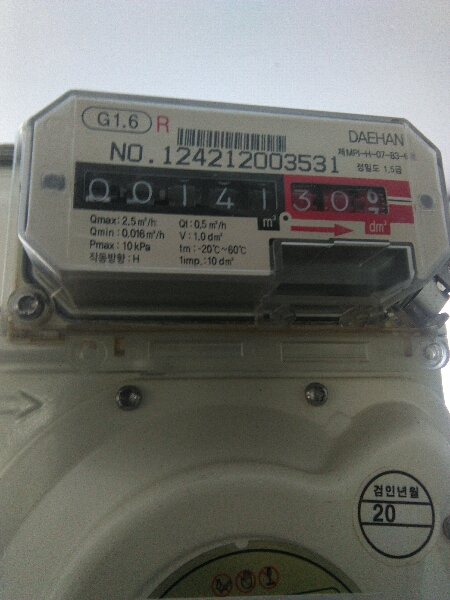 G1.6 R
DAEHAN
NO.124212003531
정밀도 1.5급
00141 309
m³ dm³
Qmax: 2.5 m³/h Qt: 0.5 m³/h
Qmin: 0.016 m³/h V: 1.0 dm³
Pmax: 10 kPa tm: -20℃~60℃
작동방향: H 1imp.: 10 dm³
검인년월
20